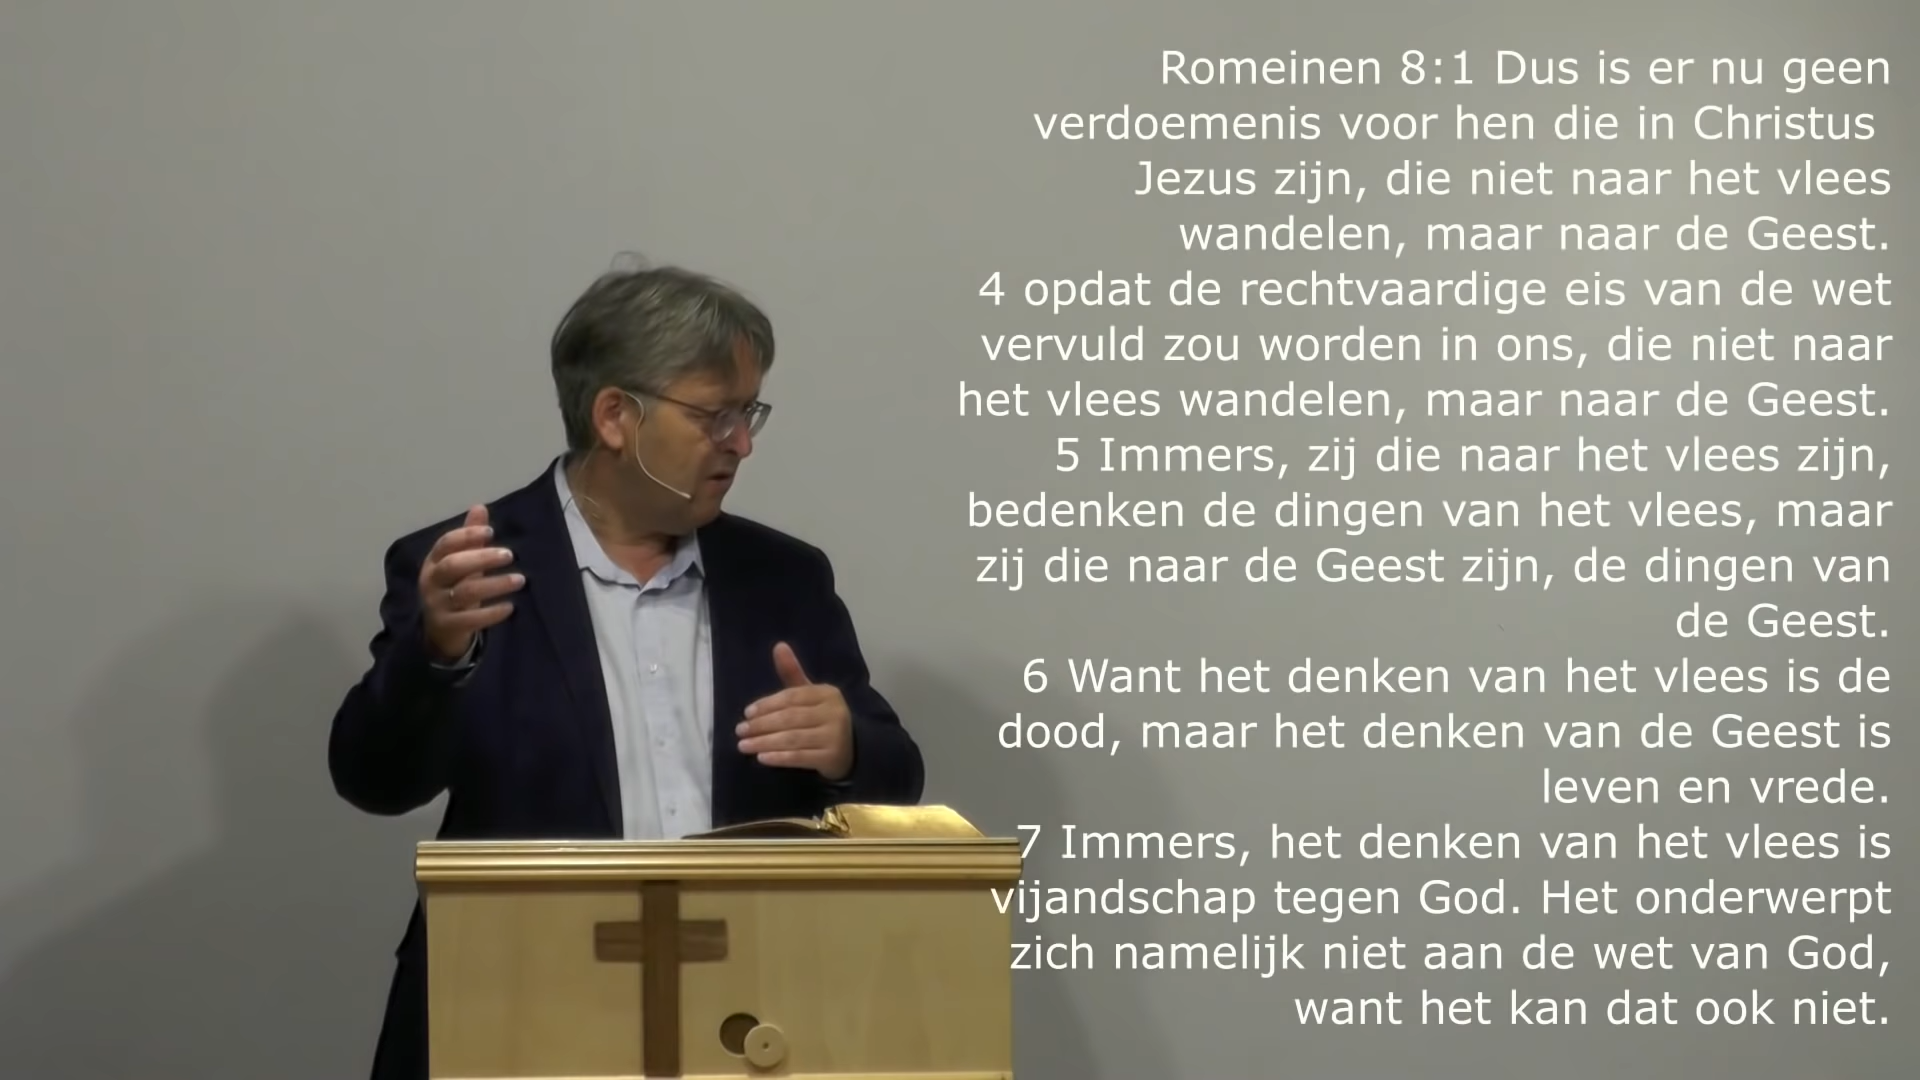 Romeinen 8:1 Dus is er nu geen
verdoemenis voor hen die in Christus
Jezus zijn, die niet naar het vlees
wandelen, maar naar de Geest.
4 opdat de rechtvaardige eis van de wet
vervuld zou worden in ons, die niet naar
het vlees wandelen, maar naar de Geest.
5 Immers, zij die naar het vlees zijn,
bedenken de dingen van het vlees, maar
zij die naar de Geest zijn, de dingen van
de Geest.
6 Want het denken van het vlees is de
dood, maar het denken van de Geest is
leven en vrede.
7 Immers, het denken van het vlees is
vijandschap tegen God. Het onderwerpt
zich namelijk niet aan de wet van God,
want het kan dat ook niet.